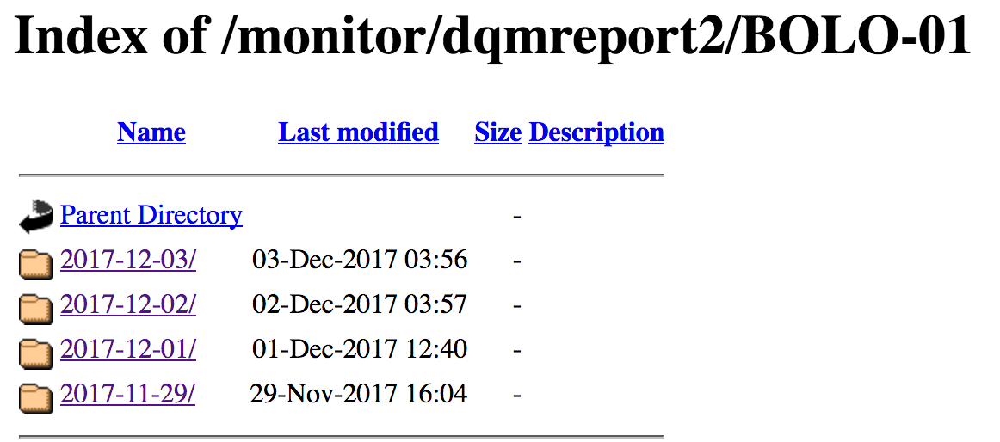 Index of /monitor/dqmreport2/BOLO-01
Name Last modified Size Description
Parent Directory -
2017-12-03/ 03-Dec-2017 03:56 -
2017-12-02/ 02-Dec-2017 03:57 -
2017-12-01/ 01-Dec-2017 12:40 -
2017-11-29/ 29-Nov-2017 16:04 -